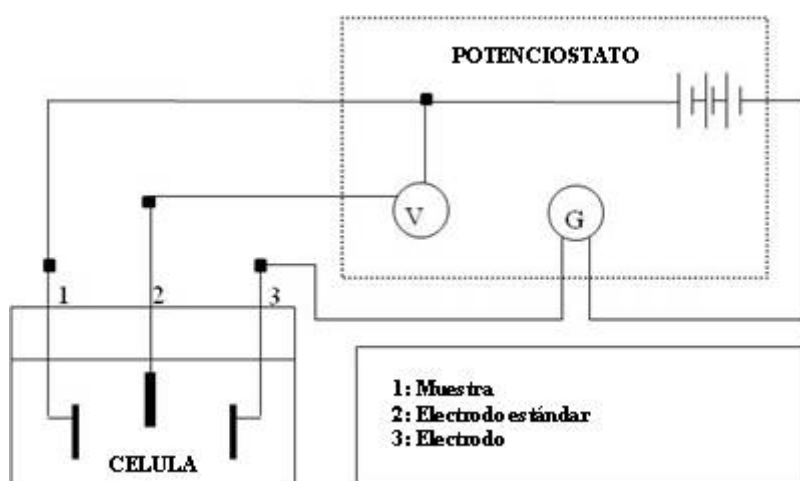 POTENCIOSTATO
V
G
1 2 3
1: Muestra
2: Electrodo estándar
3: Electrodo
CELULA